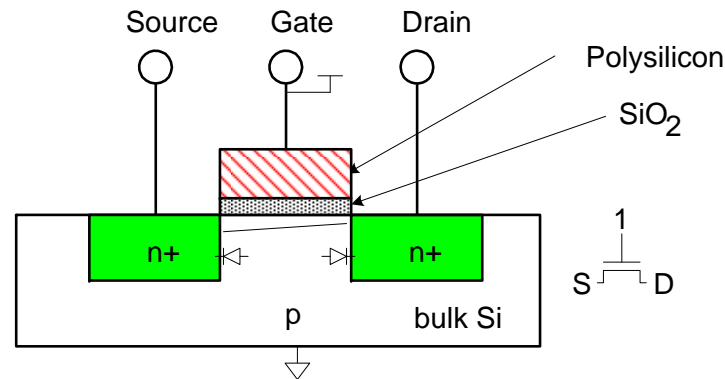 Source Gate Drain
Polysilicon
SiO2
n+ n+
1
S D
p
bulk Si